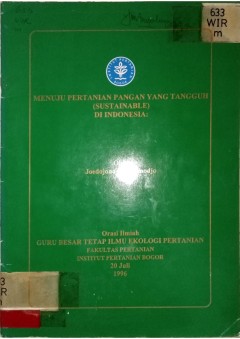 633
WIR
m
MENUJU PERTANIAN PANGAN YANG TANGGUH
(SUSTAINABLE)
DI INDONESIA:
Orasi Ilmiah
GURU BESAR TETAP ILMU EKOLOGI PERTANIAN
FAKULTAS PERTANIAN
INSTITUT PERTANIAN BOGOR
20 Juli
1996
3
R